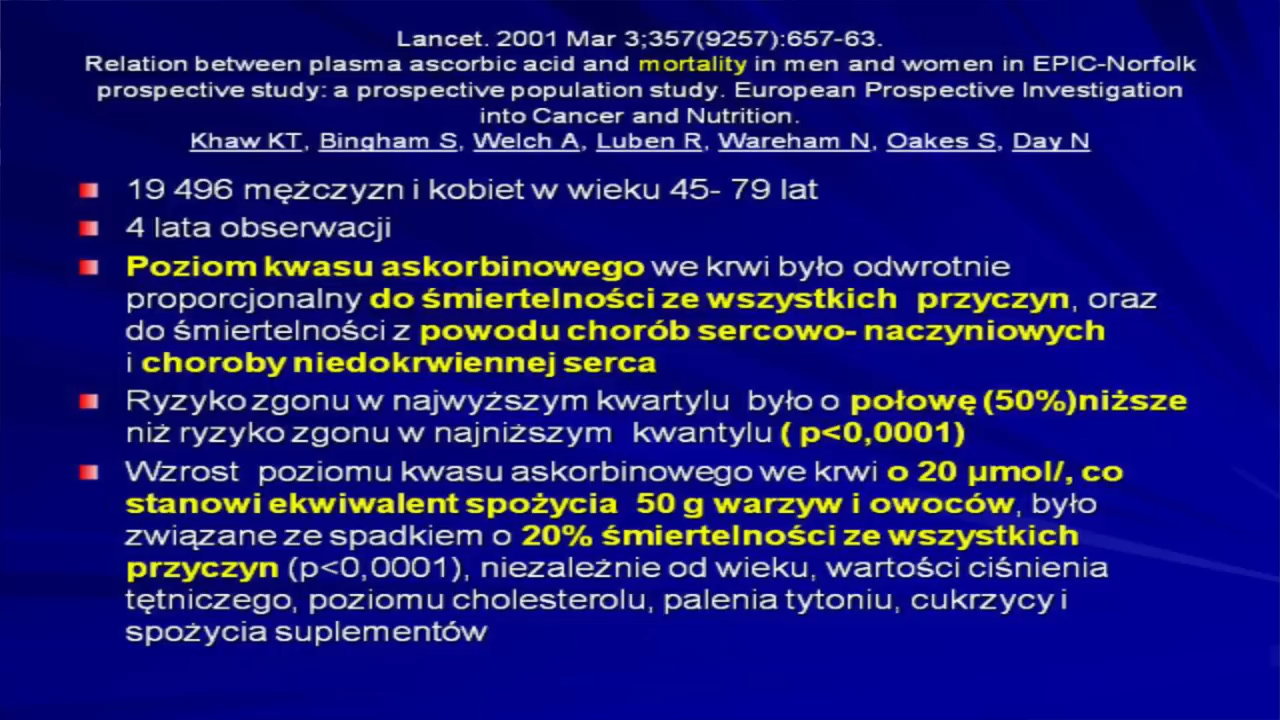 Lancet. 2001 Mar 3;357(9257):657-63.
Relation between plasma ascorbic acid and mortality in men and women in EPIC-Norfolk
prospective study: a prospective population study. European Prospective Investigation
into Cancer and Nutrition.
Khaw KT, Bingham S, Welch A, Luben R, Wareham N, Oakes S, Day N
19 496 mężczyzn i kobiet w wieku 45- 79 lat
4 lata obserwacji
Poziom kwasu askorbinowego we krwi było odwrotnie
proporcjonalny do śmiertelności ze wszystkich przyczyn, oraz
do śmiertelności z powodu chorób sercowo- naczyniowych
i choroby niedokrwiennej serca
Ryzyko zgonu w najwyższym kwartylu było o połowę (50%)niższe
niż ryzyko zgonu w najniższym kwantylu ( p<0,0001)
Wzrost poziomu kwasu askorbinowego we krwi o 20 µmol/, co
stanowi ekwiwalent spożycia 50 g warzyw i owoców, było
związane ze spadkiem o 20% śmiertelności ze wszystkich
przyczyn (p<0,0001), niezależnie od wieku, wartości ciśnienia
tętniczego, poziomu cholesterolu, palenia tytoniu, cukrzycy i
spożycia suplementów